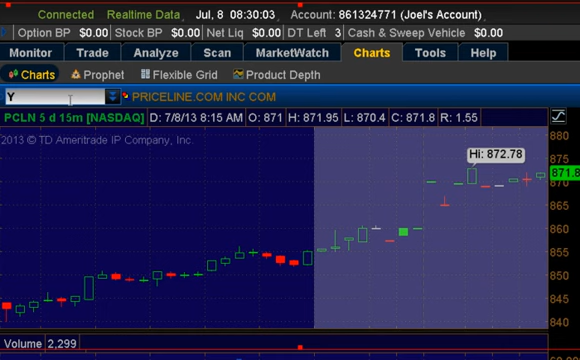 Connected Realtime Data Jul, 8 08:30:03 Account: 861324771 (Joel's Account)
Option BP $0.00 Stock BP $0.00 Net Liq $0.00 DT Left 3 Cash & Sweep Vehicle $0.00
Monitor Trade Analyze Scan MarketWatch Charts Tools Help
Charts Prophet Flexible Grid Product Depth
Y PRICELINE.COM INC COM
PCLN 5 d 15m [NASDAQ] D: 7/8/13 8:15 AM O: 871 H: 871.95 L: 870.4 C: 871.8 R: 1.55
2013 © TD Ameritrade IP Company, Inc.
880
875
Hi: 872.78
871.8
865
860
855
850
845
840
Volume 2,299
60,000